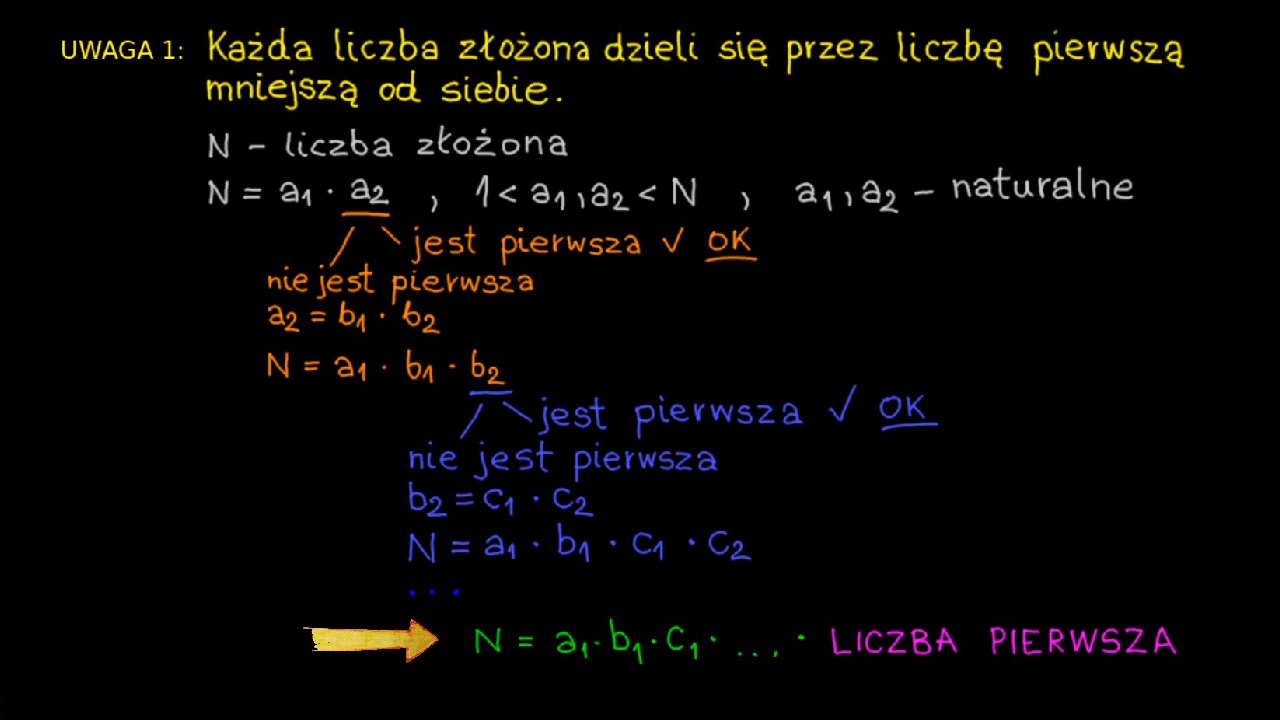 UWAGA 1: Każda liczba złożona dzieli się przez liczbę pierwszą
mniejszą od siebie.
N – liczba złożona
N = a₁ · a₂ , 1 < a₁, a₂ < N , a₁, a₂ – naturalne
jest pierwsza ✓ OK
nie jest pierwsza
a₂ = b₁ · b₂
N = a₁ · b₁ · b₂
jest pierwsza ✓ OK
nie jest pierwsza
b₂ = c₁ · c₂
N = a₁ · b₁ · c₁ · c₂
...
N = a₁ · b₁ · c₁ · ... · LICZBA PIERWSZA